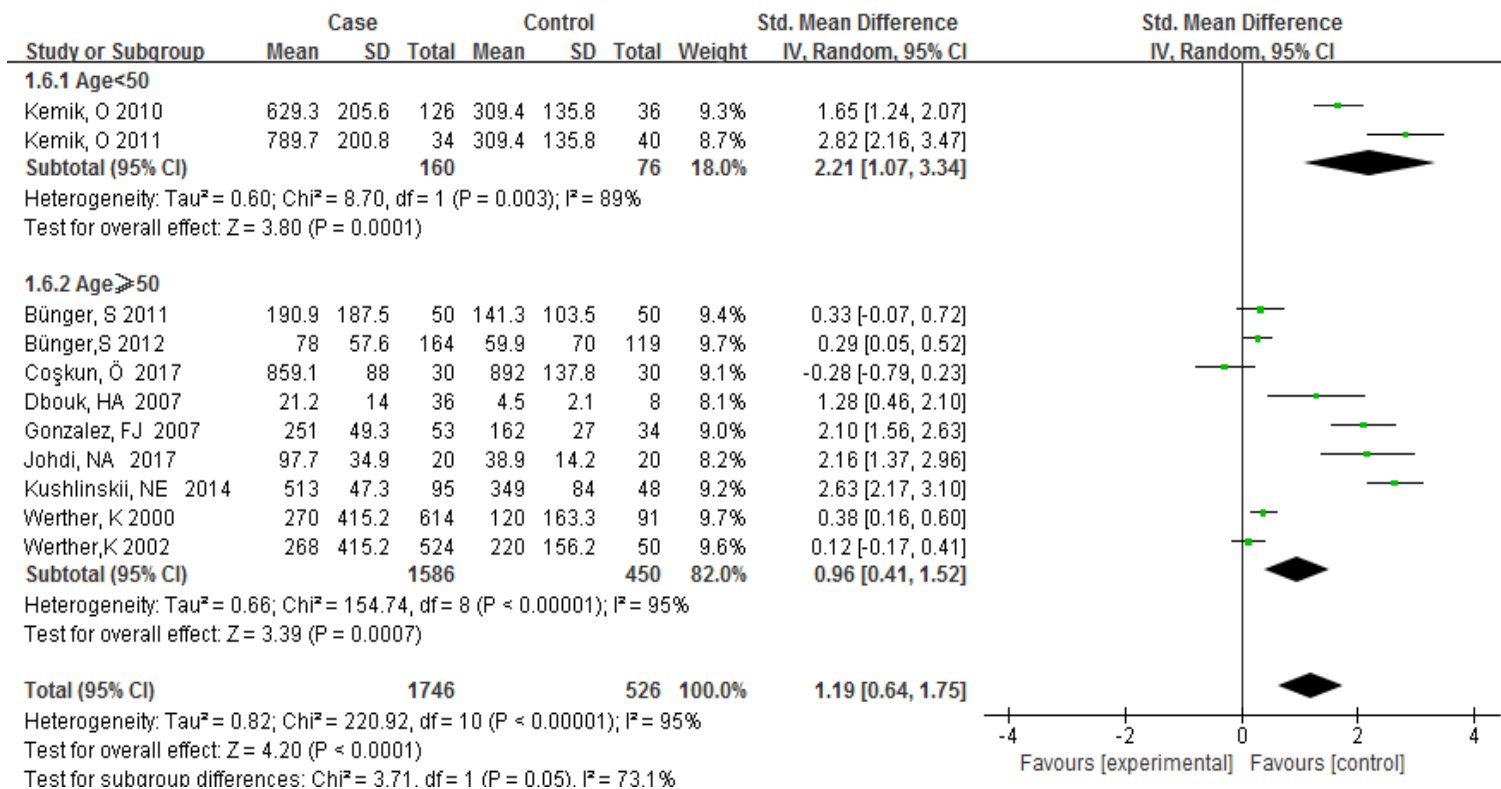 Case Control Std. Mean Difference Std. Mean Difference
Study or Subgroup Mean SD Total Mean SD Total Weight IV, Random, 95% CI IV, Random, 95% CI
1.6.1 Age<50
Kemik, O 2010 629.3 205.6 126 309.4 135.8 36 9.3% 1.65 [1.24, 2.07]
Kemik, O 2011 789.7 200.8 34 309.4 135.8 40 8.7% 2.82 [2.16, 3.47]
Subtotal (95% CI) 160 76 18.0% 2.21 [1.07, 3.34]
Heterogeneity: Tau² = 0.60; Chi² = 8.70, df = 1 (P = 0.003); I² = 89%
Test for overall effect: Z = 3.80 (P = 0.0001)
1.6.2 Age⩾50
Bünger, S 2011 190.9 187.5 50 141.3 103.5 50 9.4% 0.33 [-0.07, 0.72]
Bünger,S 2012 78 57.6 164 59.9 70 119 9.7% 0.29 [0.05, 0.52]
Coşkun, Ö 2017 859.1 88 30 892 137.8 30 9.1% -0.28 [-0.79, 0.23]
Dbouk, HA 2007 21.2 14 36 4.5 2.1 8 8.1% 1.28 [0.46, 2.10]
Gonzalez, FJ 2007 251 49.3 53 162 27 34 9.0% 2.10 [1.56, 2.63]
Johdi, NA 2017 97.7 34.9 20 38.9 14.2 20 8.2% 2.16 [1.37, 2.96]
Kushlinskii, NE 2014 513 47.3 95 349 84 48 9.2% 2.63 [2.17, 3.10]
Werther, K 2000 270 415.2 614 120 163.3 91 9.7% 0.38 [0.16, 0.60]
Werther,K 2002 268 415.2 524 220 156.2 50 9.6% 0.12 [-0.17, 0.41]
Subtotal (95% CI) 1586 450 82.0% 0.96 [0.41, 1.52]
Heterogeneity: Tau² = 0.66; Chi² = 154.74, df = 8 (P < 0.00001); I² = 95%
Test for overall effect: Z = 3.39 (P = 0.0007)
Total (95% CI) 1746 526 100.0% 1.19 [0.64, 1.75]
Heterogeneity: Tau² = 0.82; Chi² = 220.92, df = 10 (P < 0.00001); I² = 95%
Test for overall effect: Z = 4.20 (P < 0.0001)
Test for subgroup differences: Chi² = 3.71, df = 1 (P = 0.05), I² = 73.1%
-4 -2 0 2 4
Favours [experimental] Favours [control]